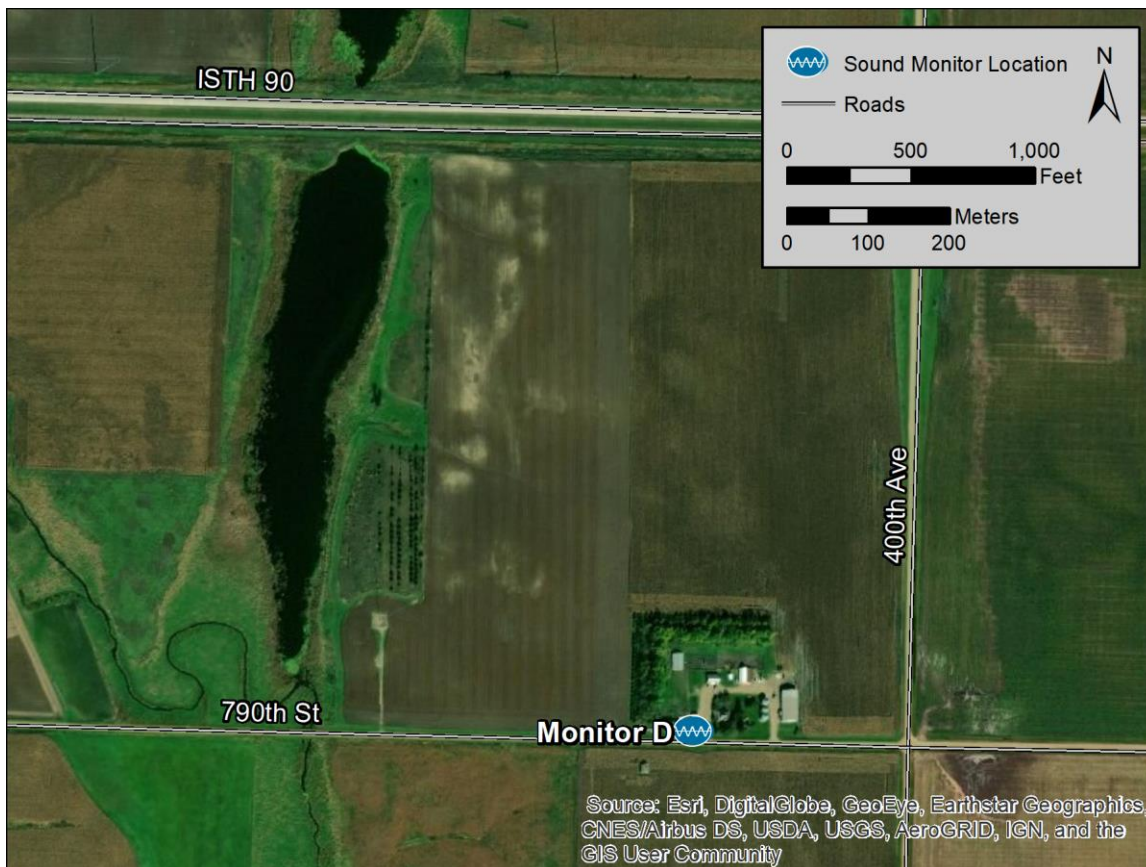 ISTH 90
Sound Monitor Location
N
Roads
0 500 1,000
Feet
Meters
0 100 200
400th Ave
790th St
Monitor D
Source: Esri, DigitalGlobe, GeoEye, Earthstar Geographics,
CNES/Airbus DS, USDA, USGS, AeroGRID, IGN, and the
GIS User Community